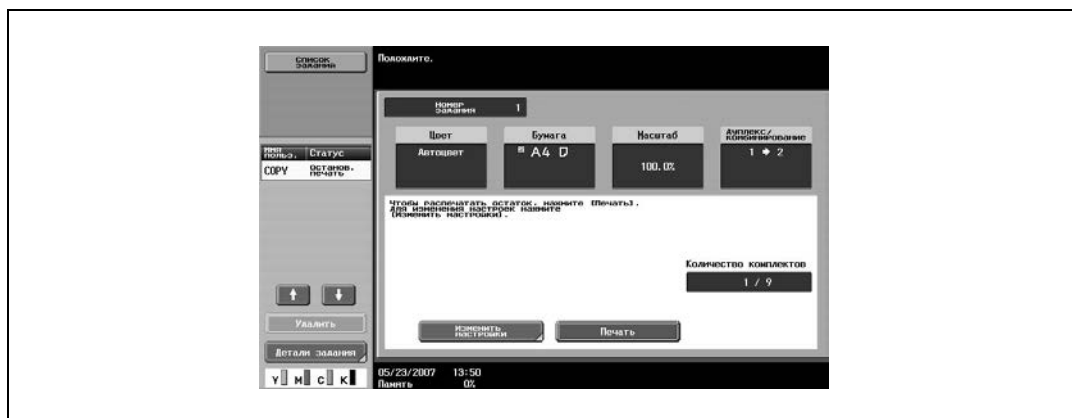 Список
задания
Положите.
Номер
задания
1
Цвет
Бумага
Масштаб
Дуплекс/
комбинирование
Автоцвет
A4
100.0%
1 ➔ 2
Имя
польз.
Статус
COPY
Останов.
печать
Чтобы распечатать остаток, нажмите [Печать].
Для изменения настроек нажмите
[Изменить настройки].
Количество комплектов
1 / 9
Удалить
Изменить
настройки
Печать
Детали задания
Y M C K
05/23/2007 13:50
Память 0%